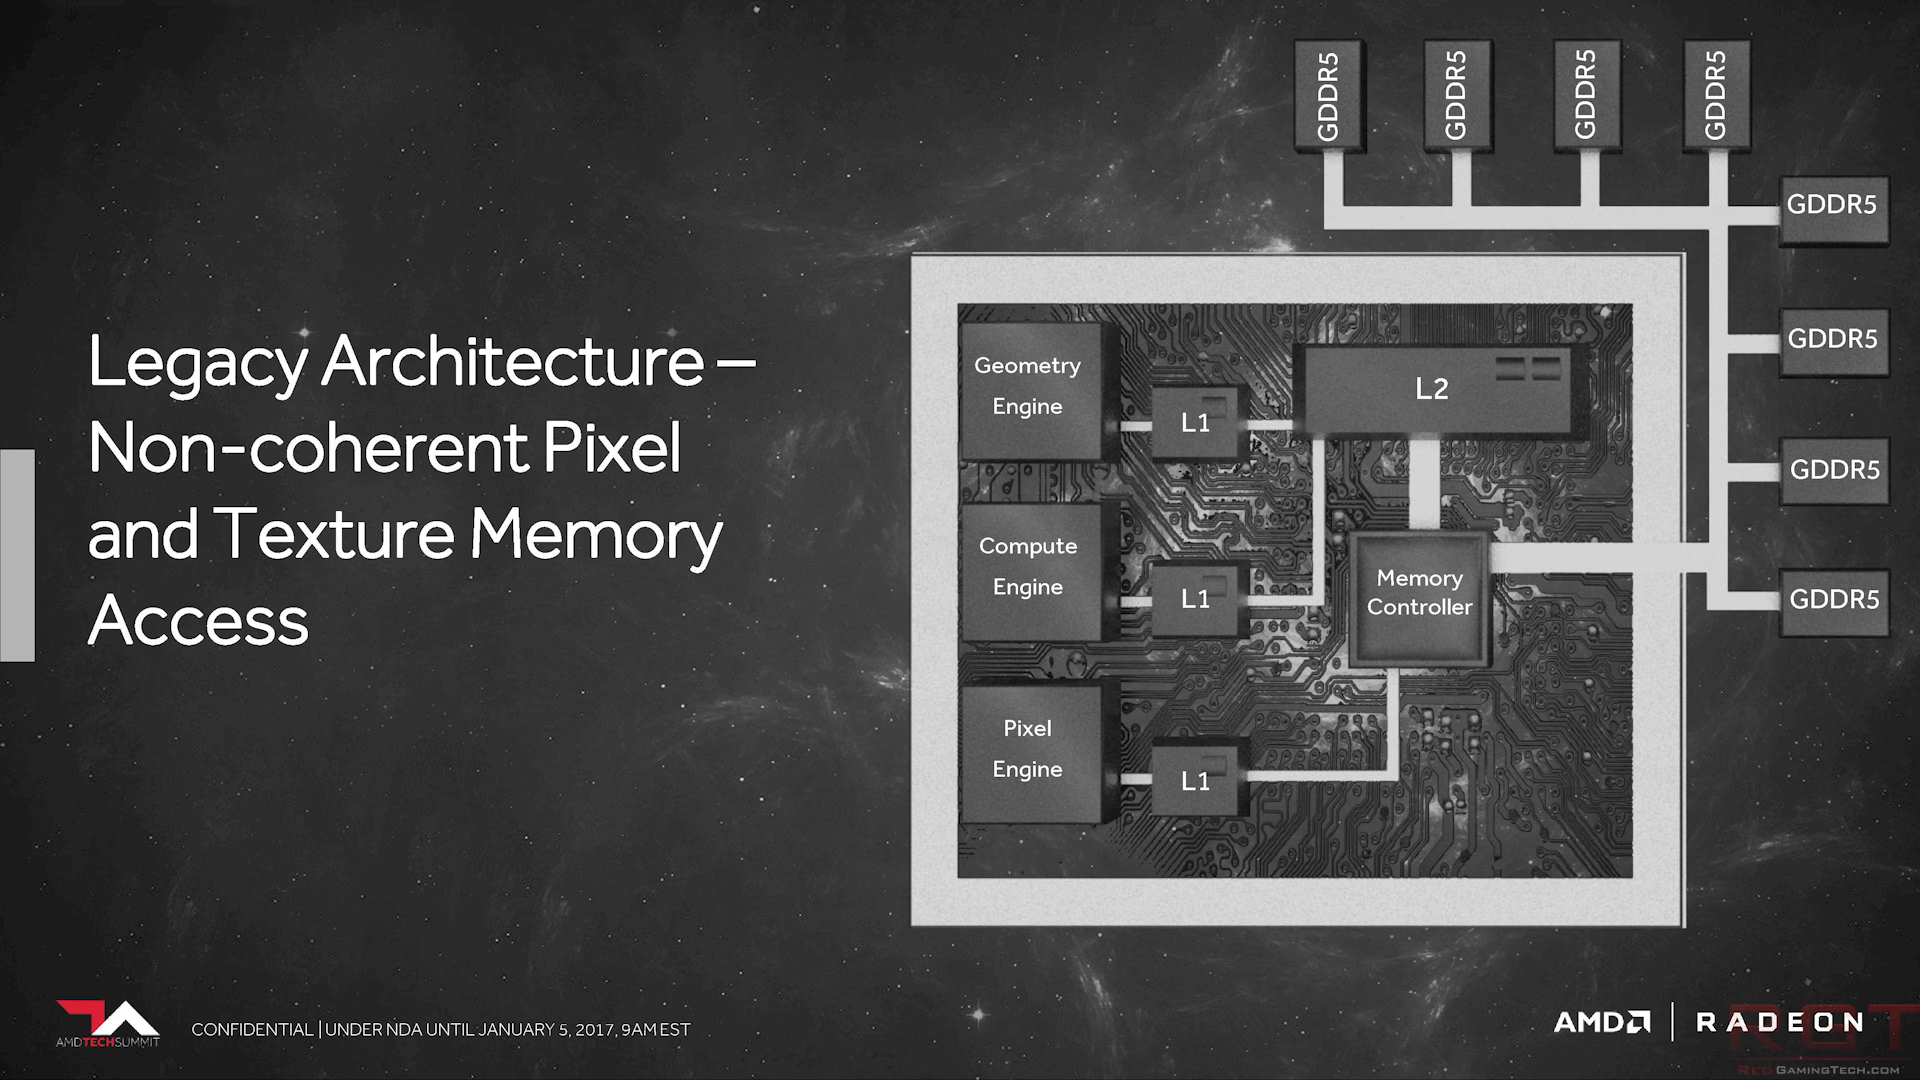 Legacy Architecture –
Non-coherent Pixel
and Texture Memory
Access
GDDR5
GDDR5
GDDR5
GDDR5
GDDR5
GDDR5
GDDR5
GDDR5
Geometry
Engine
L1
L2
Compute
Engine
L1
Memory
Controller
Pixel
Engine
L1
AMDTECHSUMMIT
CONFIDENTIAL | UNDER NDA UNTIL JANUARY 5, 2017, 9AM EST
AMD | RADEON
RGT
REDGAMINGTECH.COM